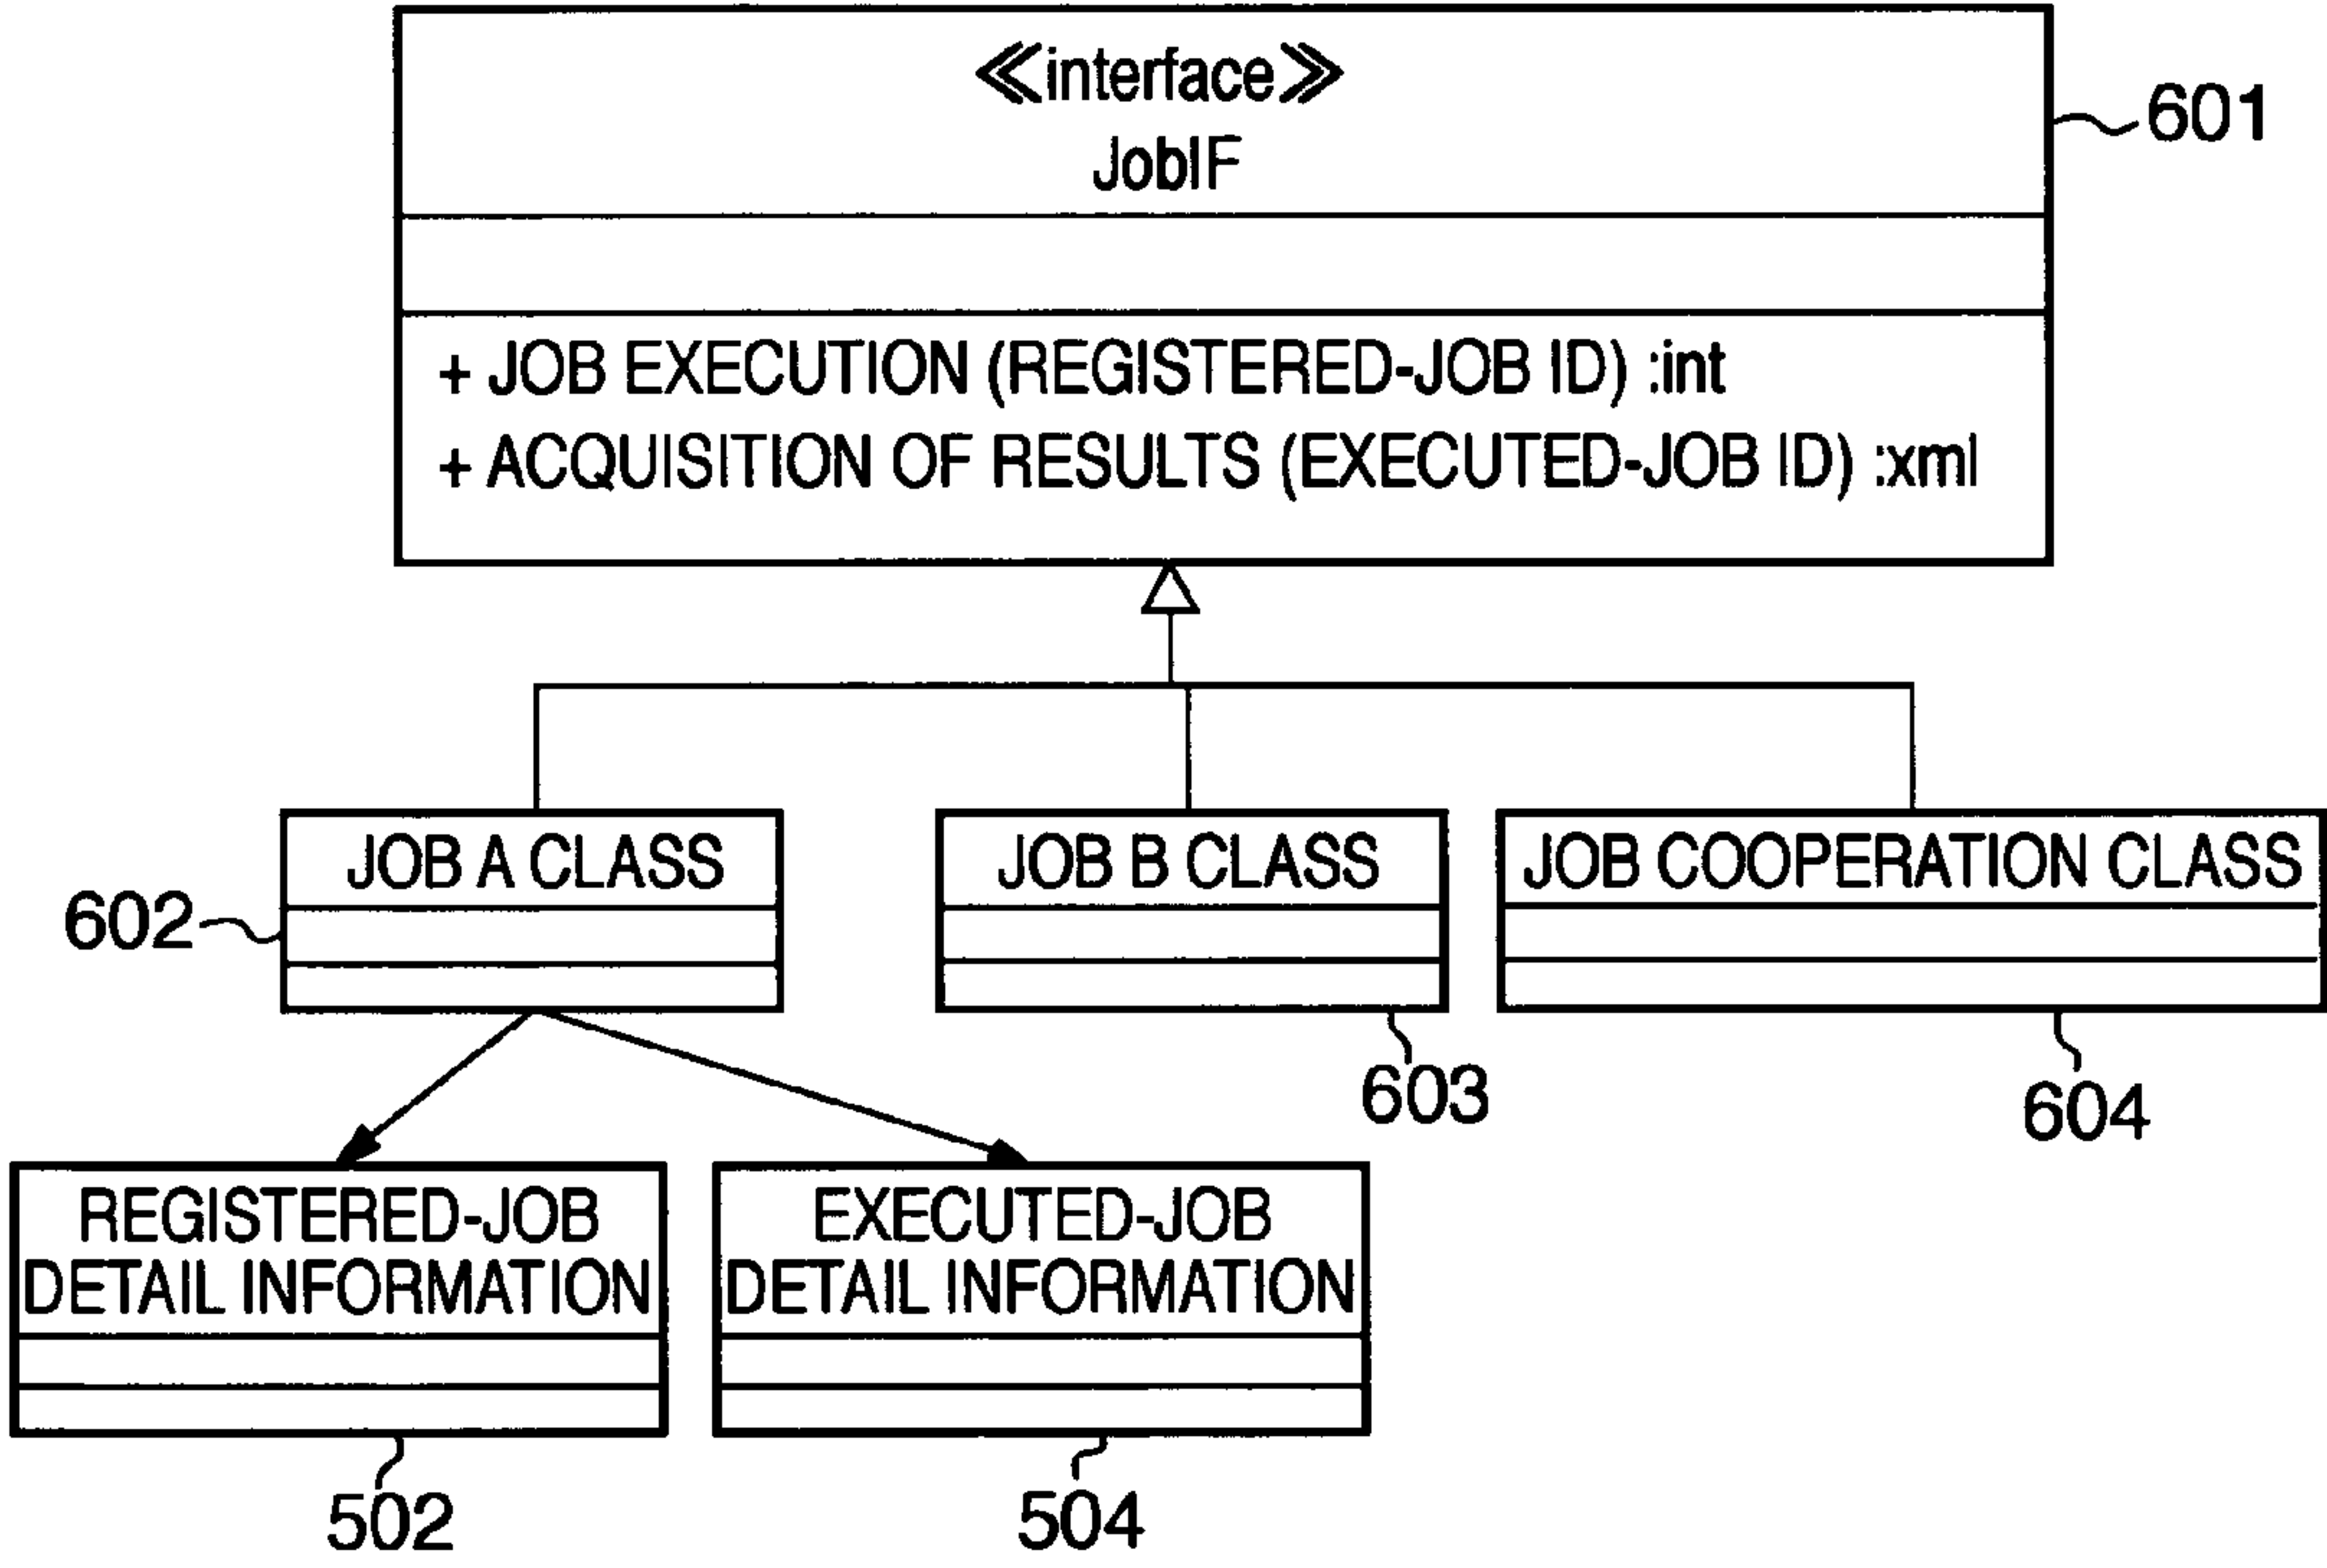 ≪interface≫
JobIF
601
+ JOB EXECUTION (REGISTERED-JOB ID) :int
+ ACQUISITION OF RESULTS (EXECUTED-JOB ID) :xml
JOB A CLASS
JOB B CLASS
JOB COOPERATION CLASS
602
603
604
REGISTERED-JOB
DETAIL INFORMATION
EXECUTED-JOB
DETAIL INFORMATION
502
504